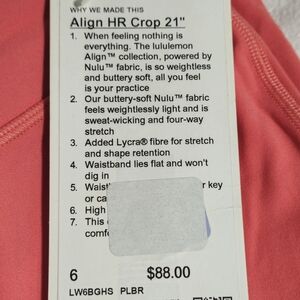 WHY WE MADE THIS
Align HR Crop 21"
1. When feeling nothing is
everything. The lululemon
Align™ collection, powered by
Nulu™ fabric, is so weightless
and buttery soft, all you feel
is your practice
2. Our buttery-soft Nulu™ fabric
feels weightlessly light and is
sweat-wicking and four-way
stretch
3. Added Lycra® fibre for stretch
and shape retention
4. Waistband lies flat and won't
dig in
5. r key
or ca
6. High
7. This
comf
6 $88.00
LW6BGHS PLBR